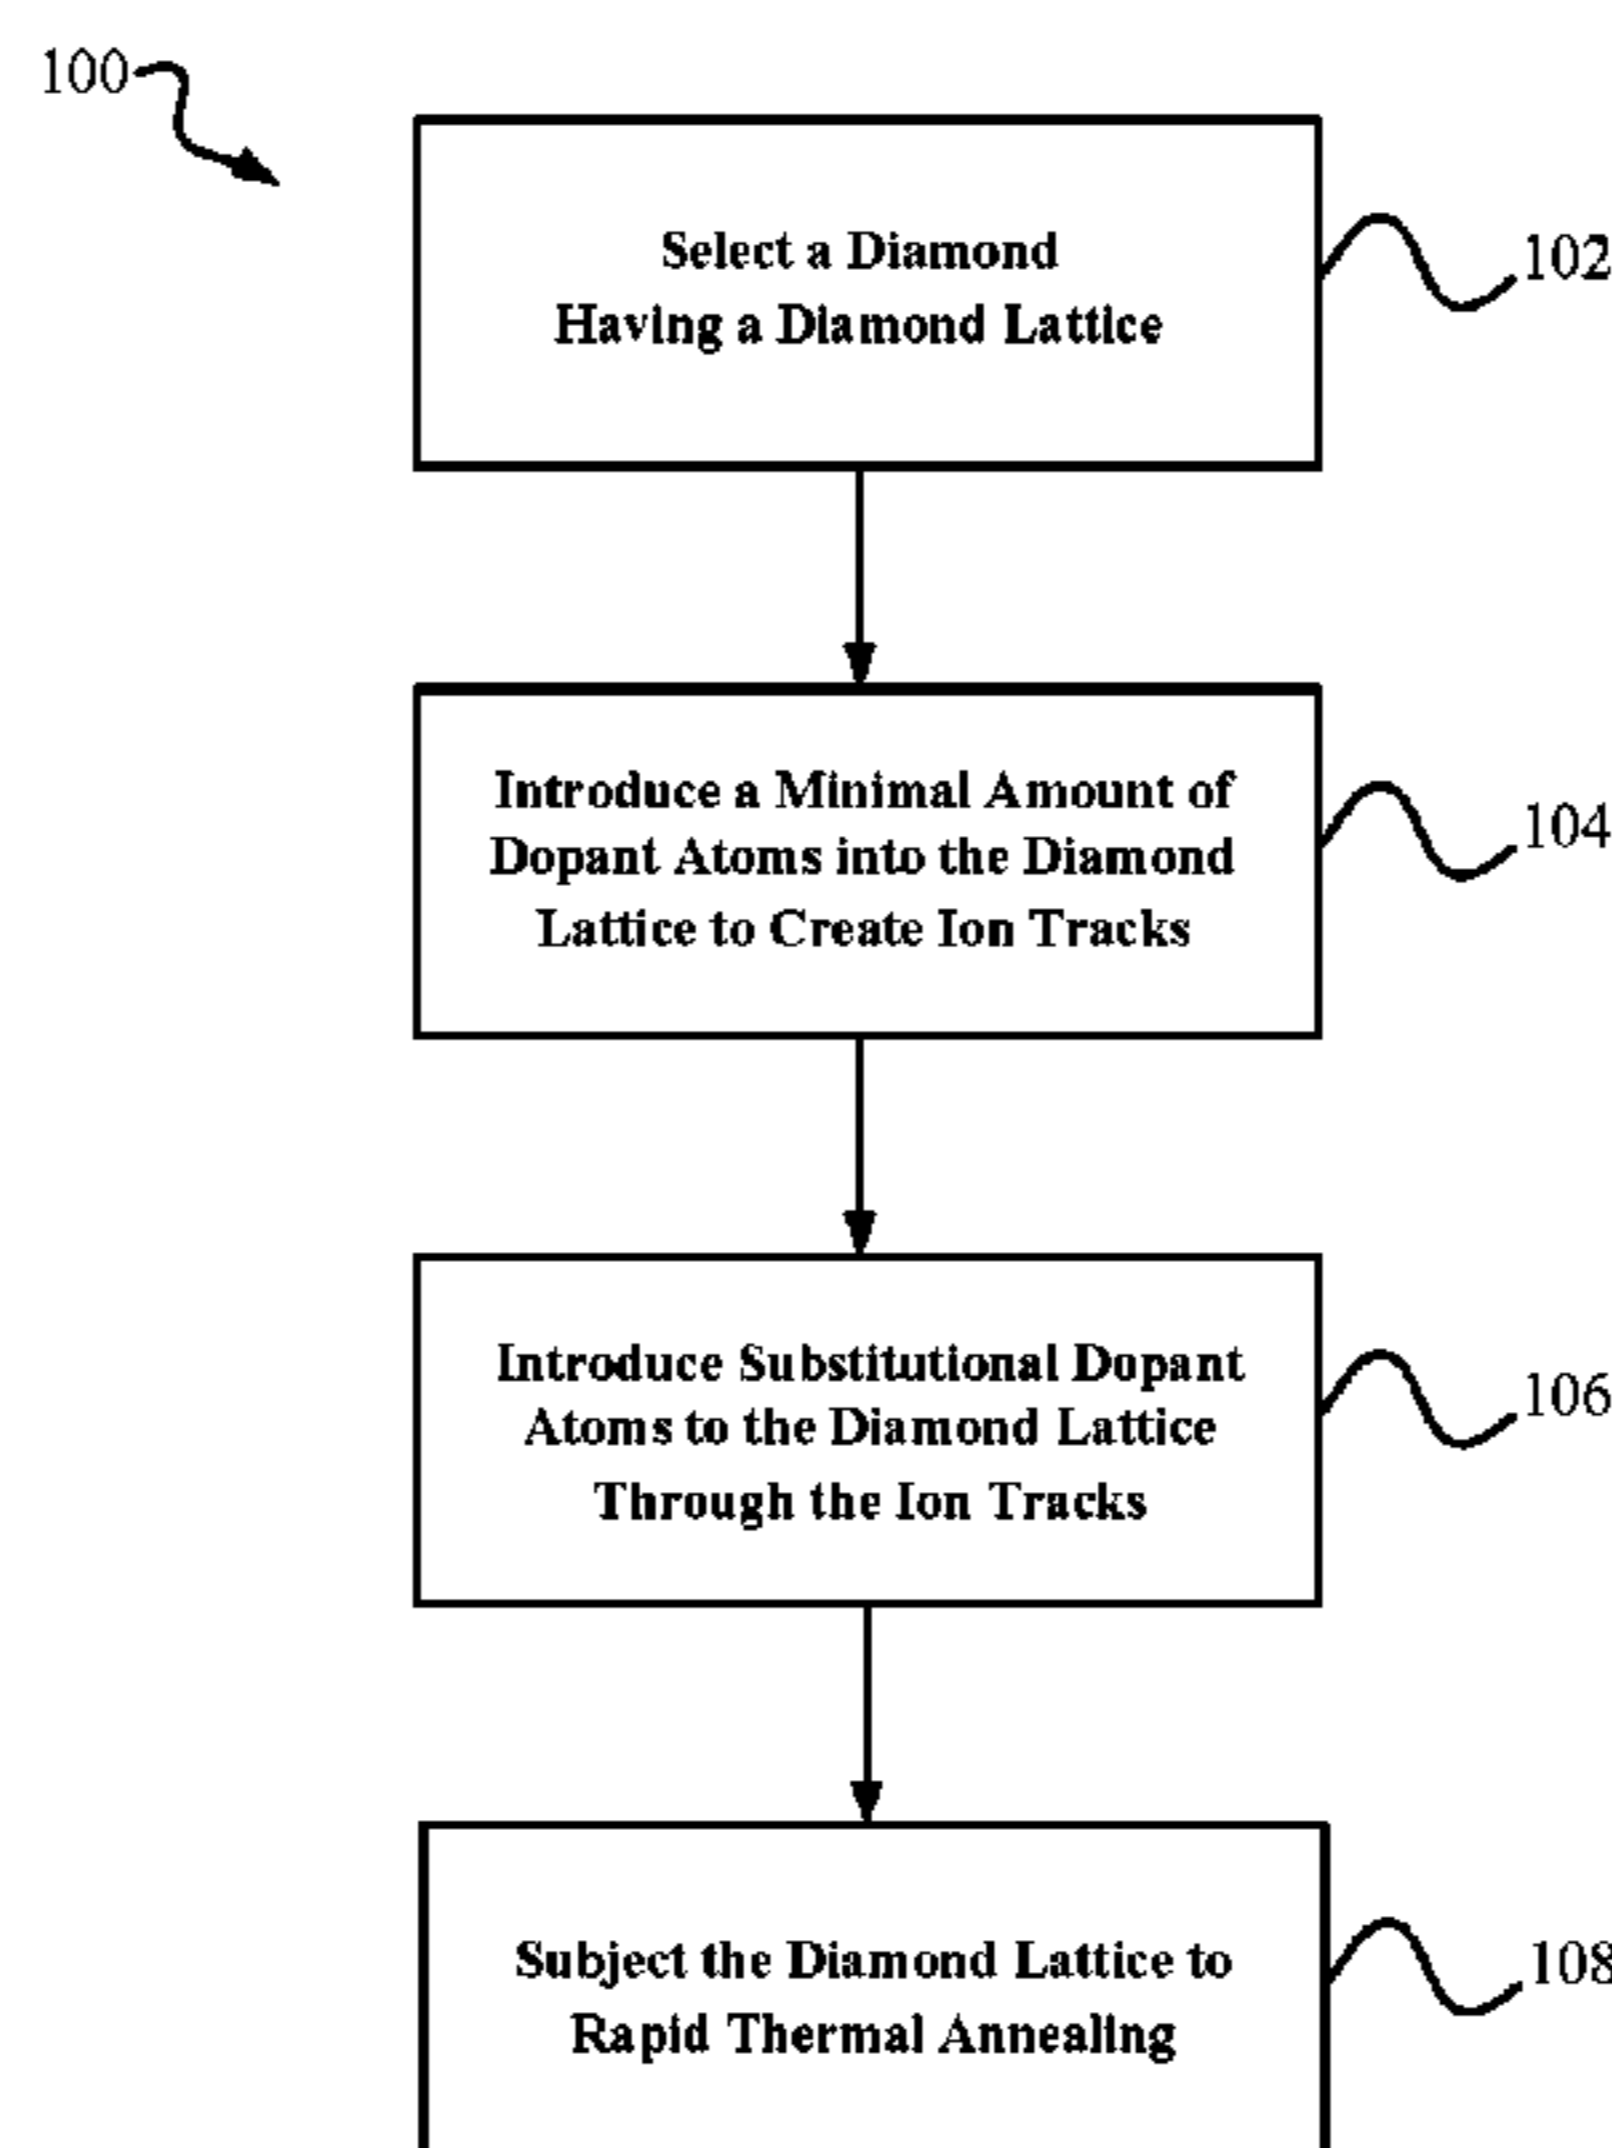 100
Select a Diamond
Having a Diamond Lattice
102
Introduce a Minimal Amount of
Dopant Atoms into the Diamond
Lattice to Create Ion Tracks
104
Introduce Substitutional Dopant
Atoms to the Diamond Lattice
Through the Ion Tracks
106
Subject the Diamond Lattice to
Rapid Thermal Annealing
108